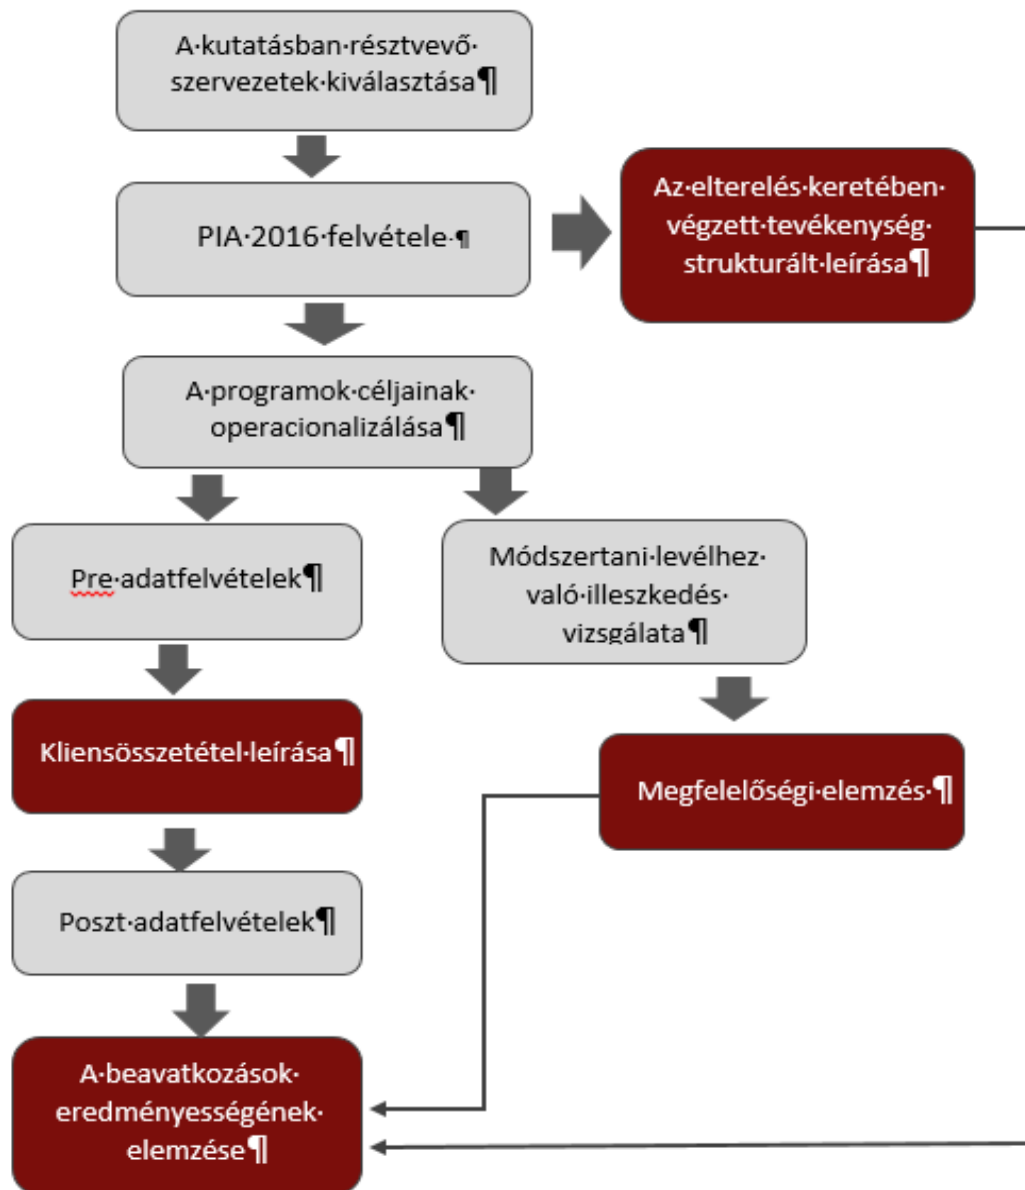 A·kutatásban·résztvevő·
szervezetek·kiválasztása¶
PIA·2016·felvétele·¶
Az·elterelés·keretében·
végzett·tevékenység·
strukturált·leírása¶
A·programok·céljainak·
operacionalizálása¶
Pre·adatfelvételek¶
Módszertani·levélhez·
való·illeszkedés·
vizsgálata¶
Kliensösszetétel·leírása¶
Megfelelőségi·elemzés·¶
Poszt·adatfelvételek¶
A·beavatkozások·
eredményességének·
elemzése¶